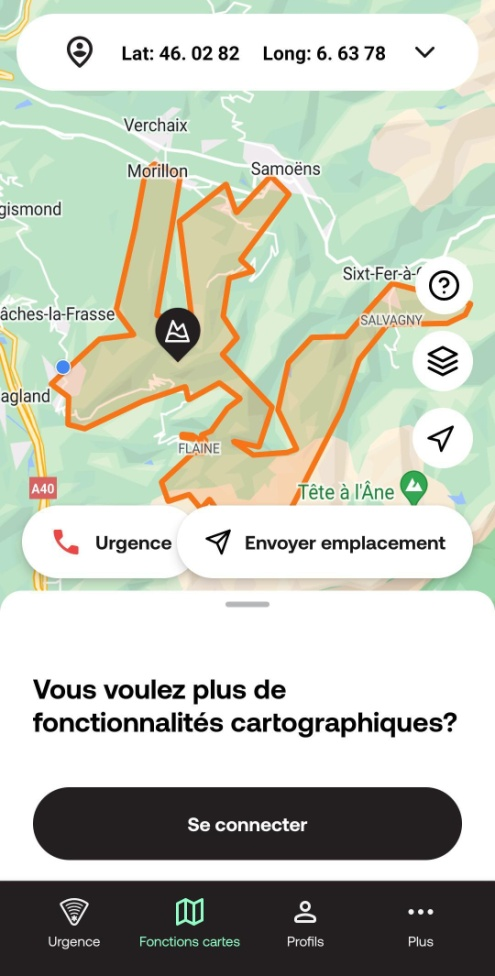 Lat: 46. 02 82 Long: 6. 63 78
Verchaix
Morillon
Samoëns
gismond
Sixt-Fer-à-
SALVAGNY
âches-la-Frasse
agland
FLAINE
A40
Tête à l'Âne
Urgence
Envoyer emplacement
Vous voulez plus de
fonctionnalités cartographiques?
Se connecter
Urgence
Fonctions cartes
Profils
Plus